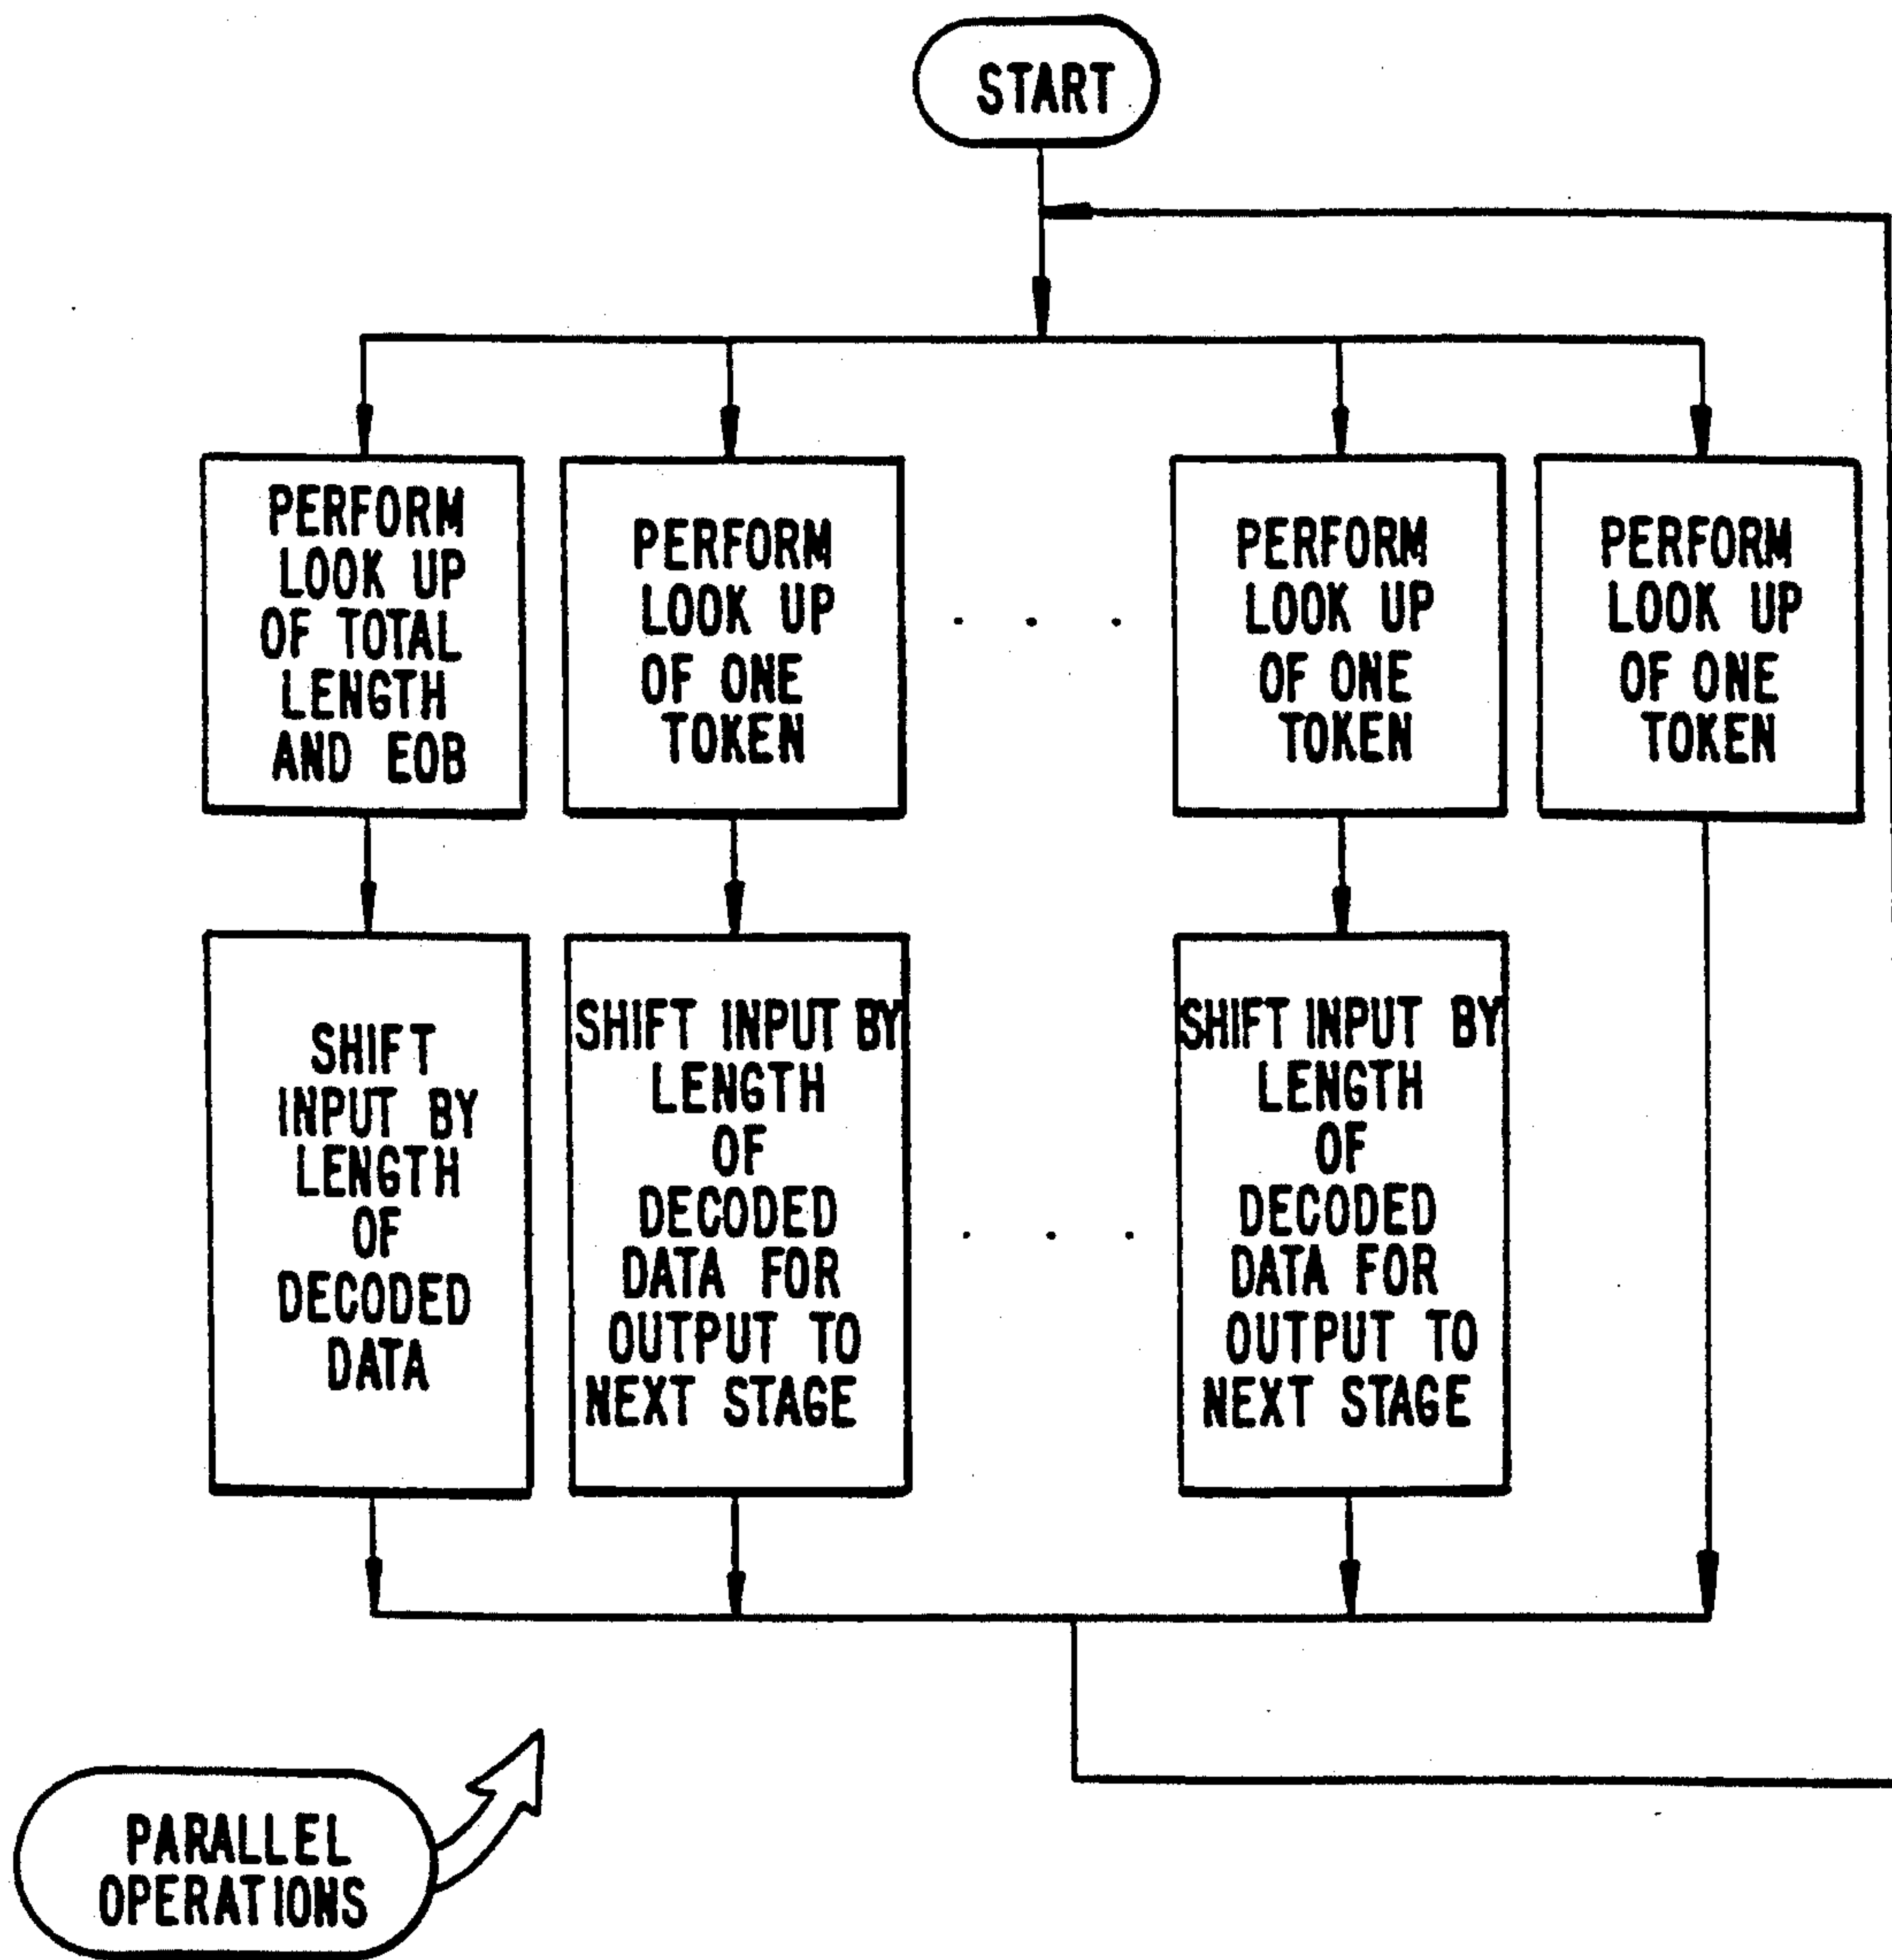 START
PERFORM
LOOK UP
OF TOTAL
LENGTH
AND EOB
PERFORM
LOOK UP
OF ONE
TOKEN
. . .
PERFORM
LOOK UP
OF ONE
TOKEN
PERFORM
LOOK UP
OF ONE
TOKEN
SHIFT
INPUT BY
LENGTH
OF
DECODED
DATA
SHIFT INPUT BY
LENGTH
OF
DECODED
DATA FOR
OUTPUT TO
NEXT STAGE
. . .
SHIFT INPUT BY
LENGTH
OF
DECODED
DATA FOR
OUTPUT TO
NEXT STAGE
PARALLEL
OPERATIONS